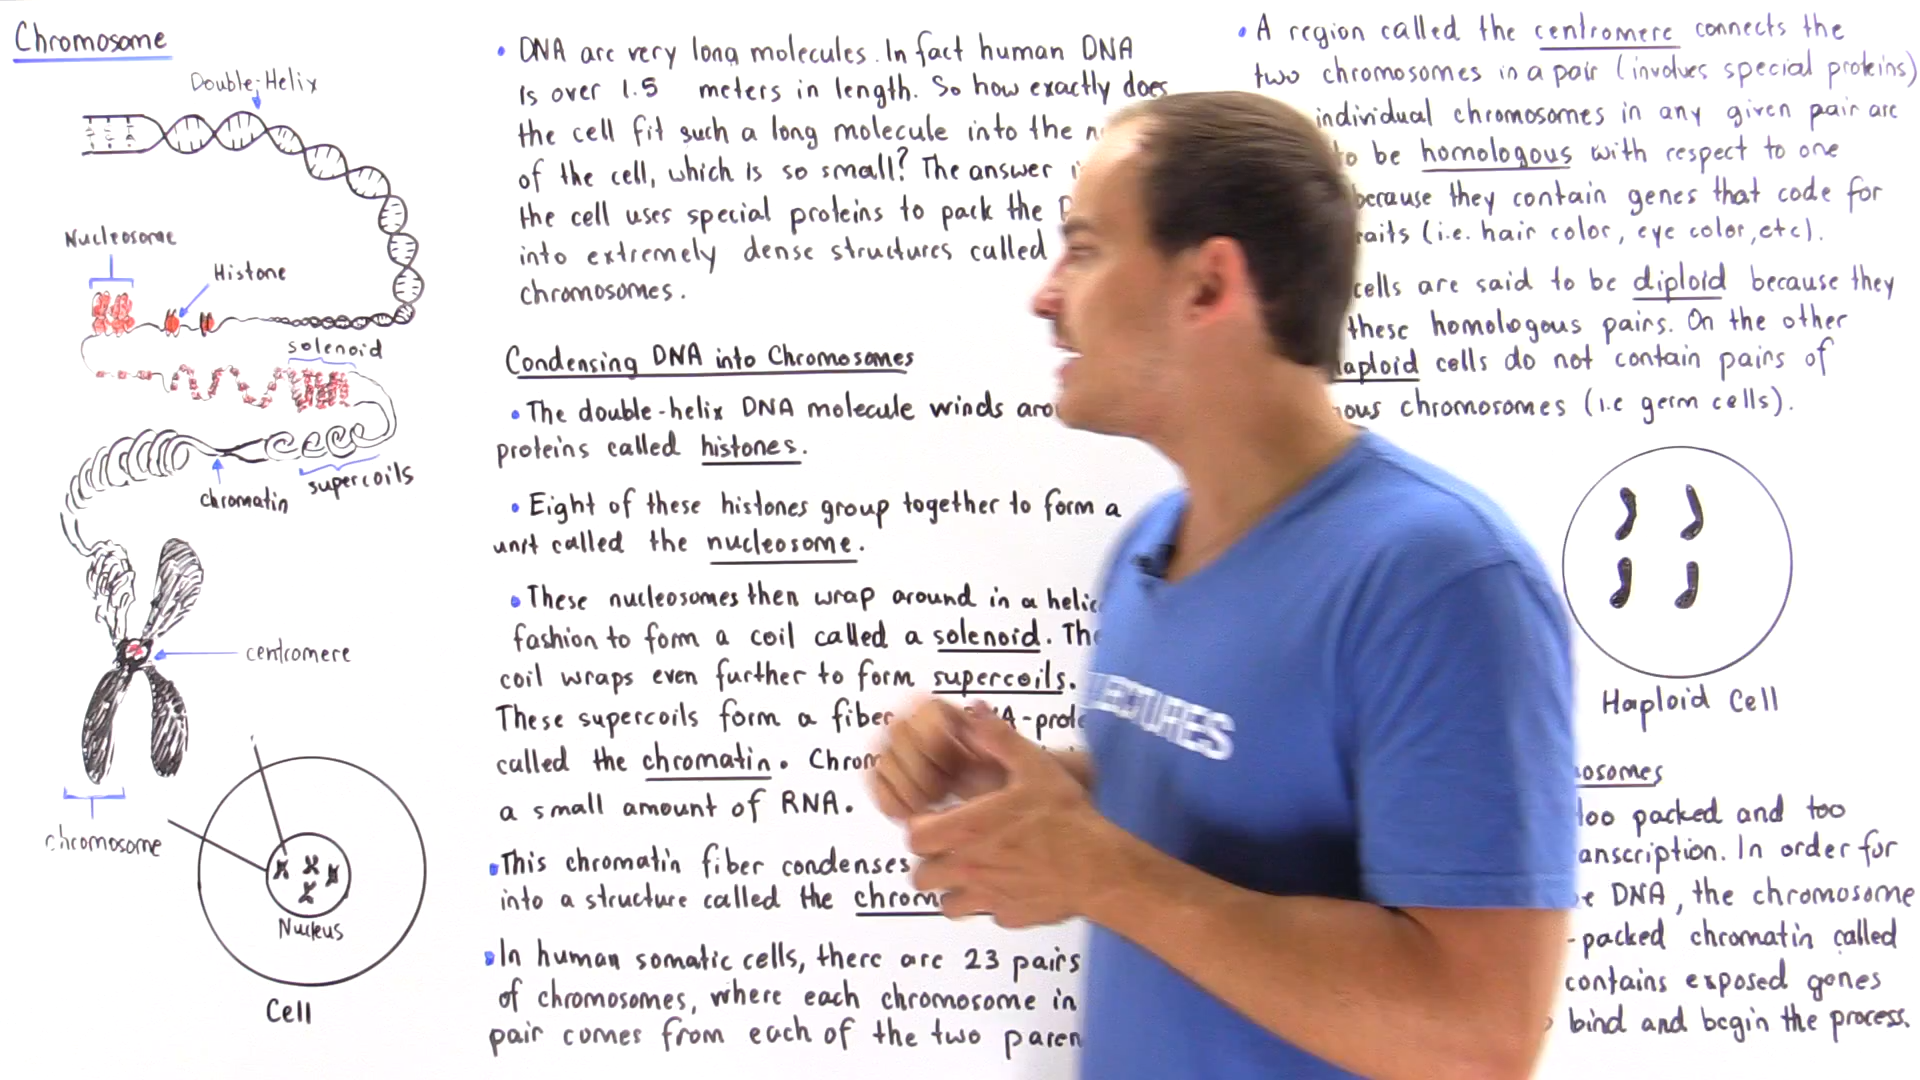 Chromosome
Double-Helix
Nucleosome
Histone
solenoid
supercoils
chromatin
centromere
chromosome
Nucleus
Cell
• DNA are very long molecules. In fact human DNA
is over 1.5 meters in length. So how exactly does
the cell fit such a long molecule into the
of the cell, which is so small? The answer
the cell uses special proteins to pack the
into extremely dense structures called
chromosomes.
Condensing DNA into Chromosomes
• The double-helix DNA molecule winds
proteins called histones.
• Eight of these histones group together to form a
unit called the nucleosome.
• These nucleosomes then wrap around in a
fashion to form a coil called a solenoid.
coil wraps even further to form supercoils.
These supercoils form a fiber
called the chromatin.
a small amount of RNA.
• This chromatin fiber condenses
into a structure called the
• In human somatic cells, there are 23 pairs
of chromosomes, where each chromosome in
pair comes from each of the two
• A region called the centromere connects the
two chromosomes in a pair (involves special proteins)
individual chromosomes in any given pair are
to be homologous with respect to one
because they contain genes that code for
(i.e. hair color, eye color, etc).
cells are said to be diploid because they
these homologous pairs. On the other
cells do not contain pairs of
chromosomes (i.e germ cells).
Haploid Cell
too packed and too
In order for
DNA, the chromosome
-packed chromatin called
contains exposed genes
bind and begin the process.
LECTURES